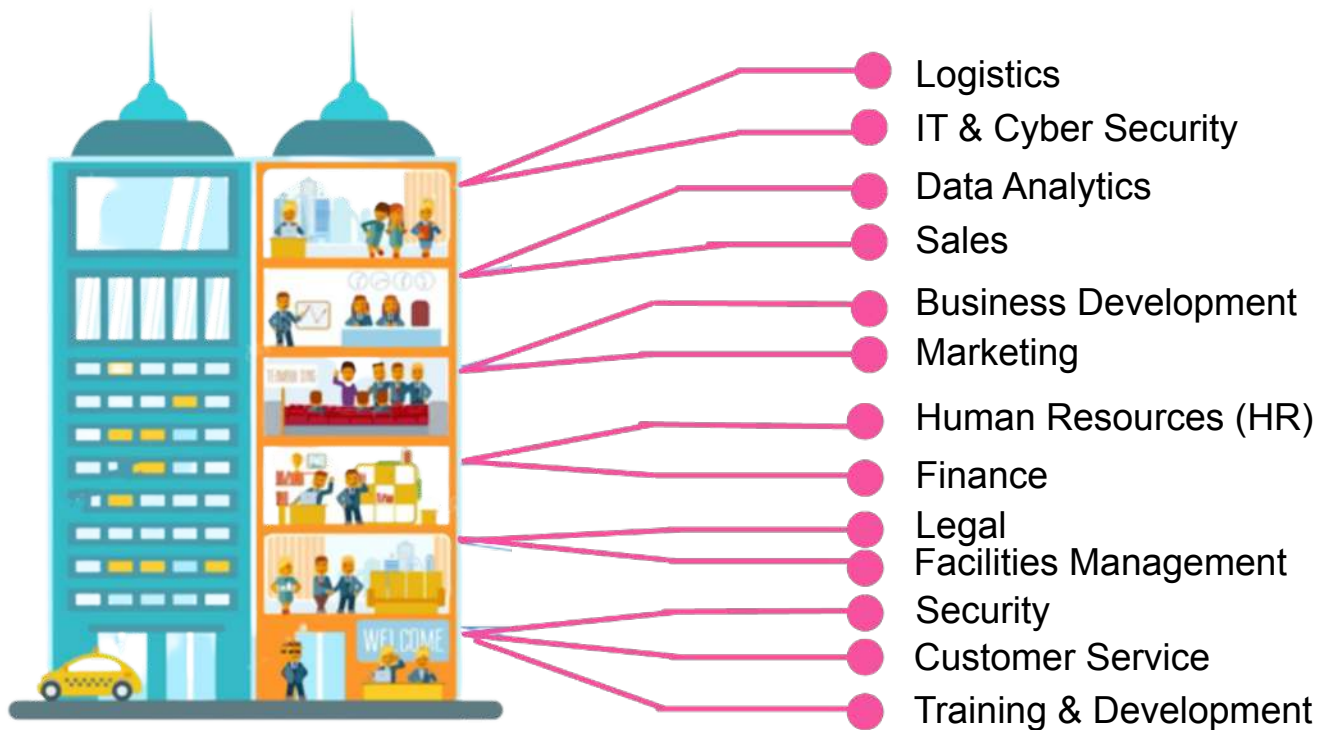 Logistics
IT & Cyber Security
Data Analytics
Sales
Business Development
Marketing
Human Resources (HR)
Finance
Legal
Facilities Management
Security
WELCOME
Customer Service
Training & Development